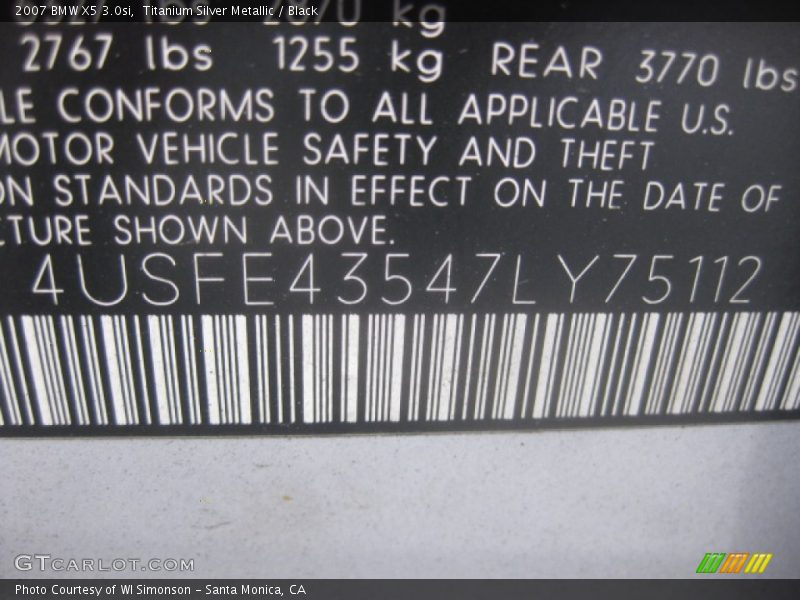 2007 BMW X5 3.0si, Titanium Silver Metallic / Black
kg
2767 lbs 1255 kg REAR 3770 lbs
LE CONFORMS TO ALL APPLICABLE U.S.
MOTOR VEHICLE SAFETY AND THEFT
ON STANDARDS IN EFFECT ON THE DATE OF
CTURE SHOWN ABOVE.
4USFE43547LY75112
GTCARLOT.COM
Photo Courtesy of WI Simonson – Santa Monica, CA